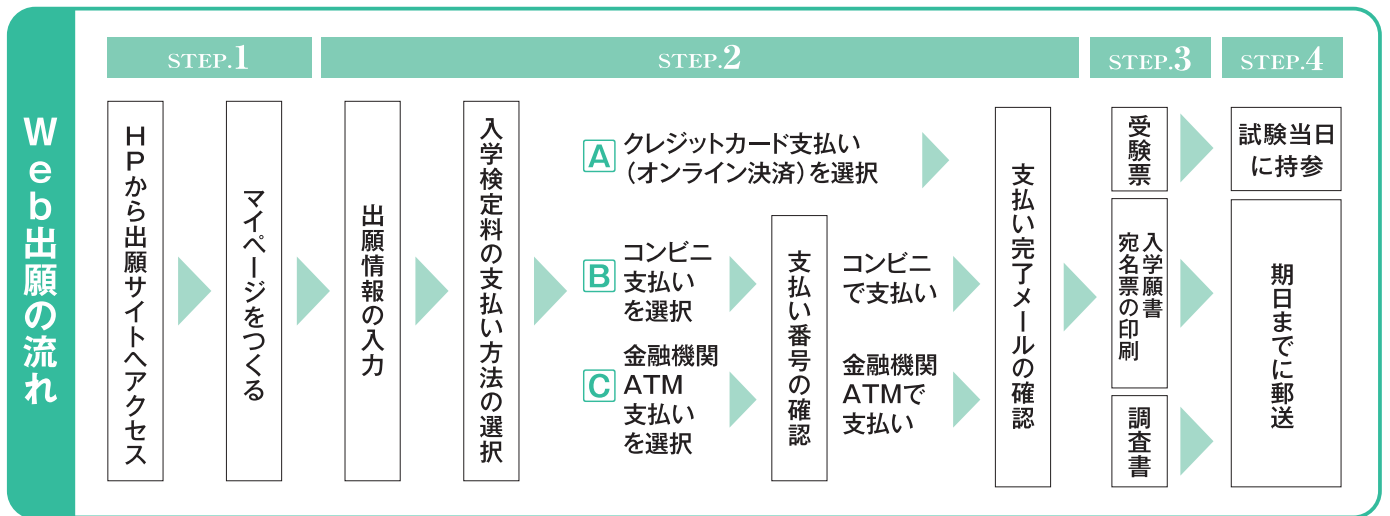 Web出願の流れ
STEP.1
STEP.2
STEP.3
STEP.4
HPから出願サイトへアクセス
マイページをつくる
出願情報の入力
入学検定料の支払い方法の選択
A
クレジットカード支払い
（オンライン決済）を選択
B
コンビニ
支払い
を選択
C
金融機関
ATM
支払い
を選択
支払い番号の確認
コンビニ
で支払い
金融機関
ATMで
支払い
支払い完了メールの確認
受験票
入学願書
宛名票の印刷
調査書
試験当日
に持参
期日までに郵送